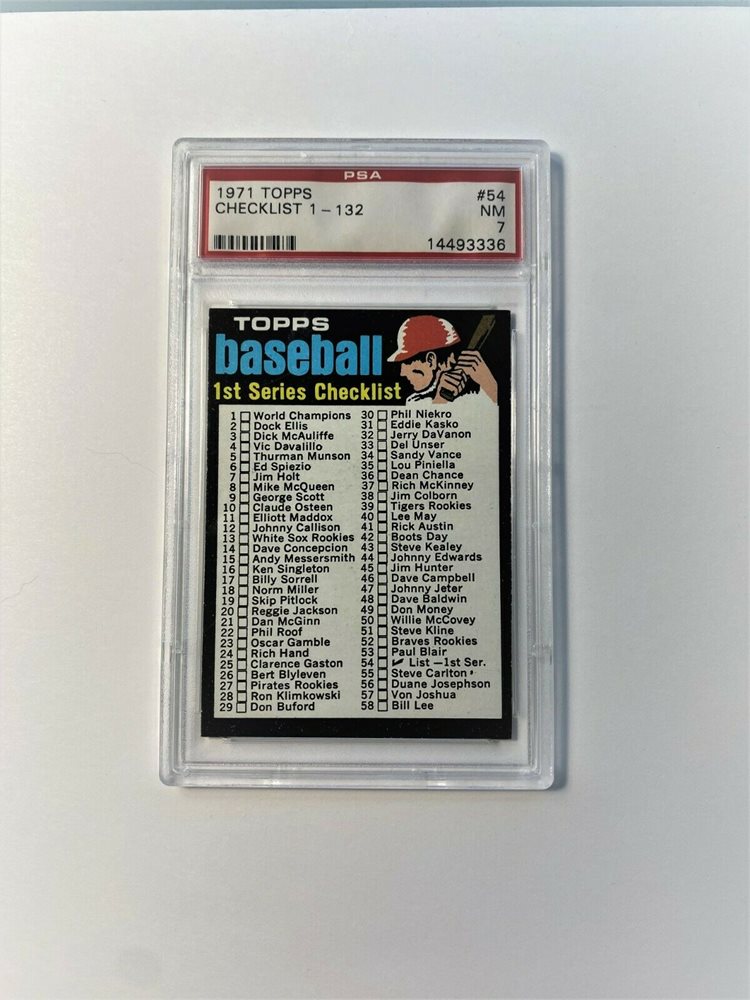 PSA
1971 TOPPS #54
CHECKLIST 1 - 132 NM
7
14493336
TOPPS
baseball
1st Series Checklist
1 World Champions
2 Dock Ellis
3 Dick McAuliffe
4 Vic Davalillo
5 Thurman Munson
6 Ed Spiezio
7 Jim Holt
8 Mike McQueen
9 George Scott
10 Claude Osteen
11 Elliott Maddox
12 Johnny Callison
13 White Sox Rookies
14 Dave Concepcion
15 Andy Messersmith
16 Ken Singleton
17 Billy Sorrell
18 Norm Miller
19 Skip Pitlock
20 Reggie Jackson
21 Dan McGinn
22 Phil Roof
23 Oscar Gamble
24 Rich Hand
25 Clarence Gaston
26 Bert Blyleven
27 Pirates Rookies
28 Ron Klimkowski
29 Don Buford
30 Phil Niekro
31 Eddie Kasko
32 Jerry DaVanon
33 Del Unser
34 Sandy Vance
35 Lou Piniella
36 Dean Chance
37 Rich McKinney
38 Jim Colborn
39 Tigers Rookies
40 Lee May
41 Rick Austin
42 Boots Day
43 Steve Kealey
44 Johnny Edwards
45 Jim Hunter
46 Dave Campbell
47 Johnny Jeter
48 Dave Baldwin
49 Don Money
50 Willie McCovey
51 Steve Kline
52 Braves Rookies
53 Paul Blair
54 ✓ List —1st Ser.
55 Steve Carlton
56 Duane Josephson
57 Von Joshua
58 Bill Lee